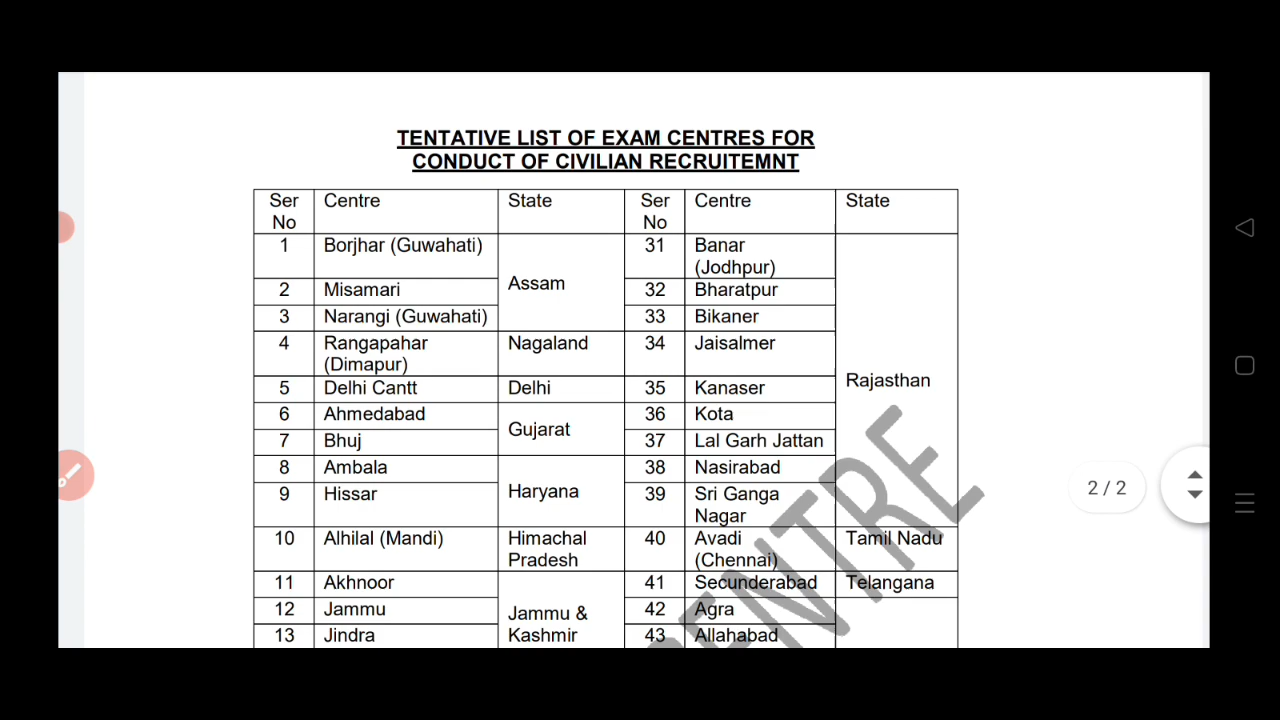 TENTATIVE LIST OF EXAM CENTRES FOR
CONDUCT OF CIVILIAN RECRUITEMNT
Ser No Centre State Ser No Centre State
1 Borjhar (Guwahati) Assam 31 Banar (Jodhpur) Rajasthan
2 Misamari 32 Bharatpur
3 Narangi (Guwahati) 33 Bikaner
4 Rangapahar (Dimapur) Nagaland 34 Jaisalmer
5 Delhi Cantt Delhi 35 Kanaser
6 Ahmedabad Gujarat 36 Kota
7 Bhuj 37 Lal Garh Jattan
8 Ambala Haryana 38 Nasirabad
9 Hissar 39 Sri Ganga Nagar
10 Alhilal (Mandi) Himachal Pradesh 40 Avadi (Chennai) Tamil Nadu
11 Akhnoor Jammu & Kashmir 41 Secunderabad Telangana
12 Jammu 42 Agra
13 Jindra 43 Allahabad
2 / 2